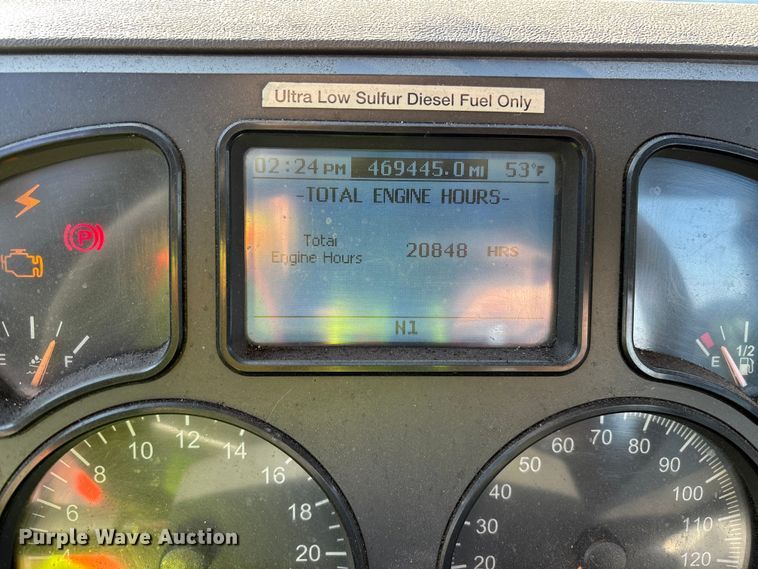 Ultra Low Sulfur Diesel Fuel Only
02:24 PM 469445.0 MI 53°F
-TOTAL ENGINE HOURS-
Total
Engine Hours 20848 HRS
N1
P
E F
E 1/2
4 6 8 10 12 14 16 18 20
20 30 40 50 60 70 80 90 100 110 120
Purple Wave Auction